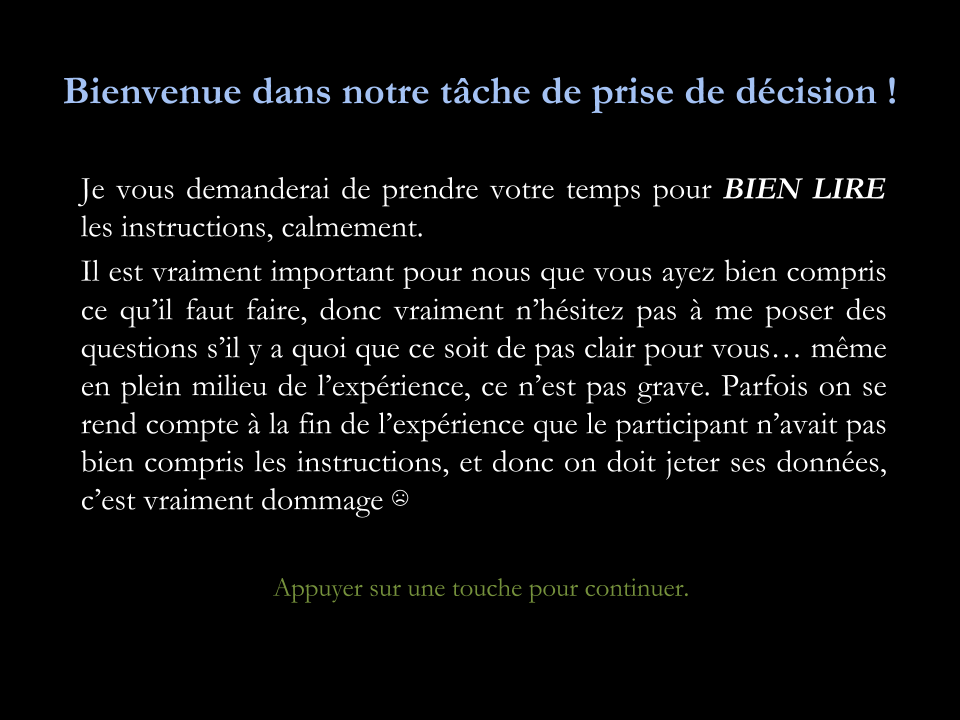 Bienvenue dans notre tâche de prise de décision !
Je vous demanderai de prendre votre temps pour BIEN LIRE
les instructions, calmement.
Il est vraiment important pour nous que vous ayez bien compris
ce qu’il faut faire, donc vraiment n’hésitez pas à me poser des
questions s’il y a quoi que ce soit de pas clair pour vous… même
en plein milieu de l’expérience, ce n’est pas grave. Parfois on se
rend compte à la fin de l’expérience que le participant n’avait pas
bien compris les instructions, et donc on doit jeter ses données,
c’est vraiment dommage ☹
Appuyer sur une touche pour continuer.